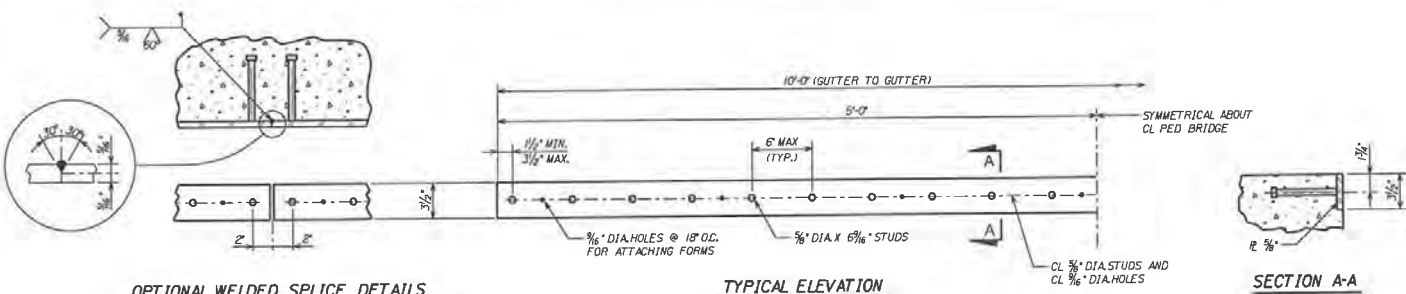 5/16
60°
30°
30°
5/16"
5/16"
2"
2"
3 1/2"
OPTIONAL WELDED SPLICE DETAILS
10'-0" (GUTTER TO GUTTER)
5'-0"
SYMMETRICAL ABOUT
CL PED BRIDGE
1 1/2" MIN.
3 1/2" MAX.
6" MAX
(TYP.)
A
A
9/16" DIA.HOLES @ 18" O.C.
FOR ATTACHING FORMS
5/8" DIA.X 6 9/16" STUDS
CL 5/8" DIA.STUDS AND
CL 9/16" DIA.HOLES
TYPICAL ELEVATION
1 3/4"
3 1/2"
PL 5/8"
SECTION A-A